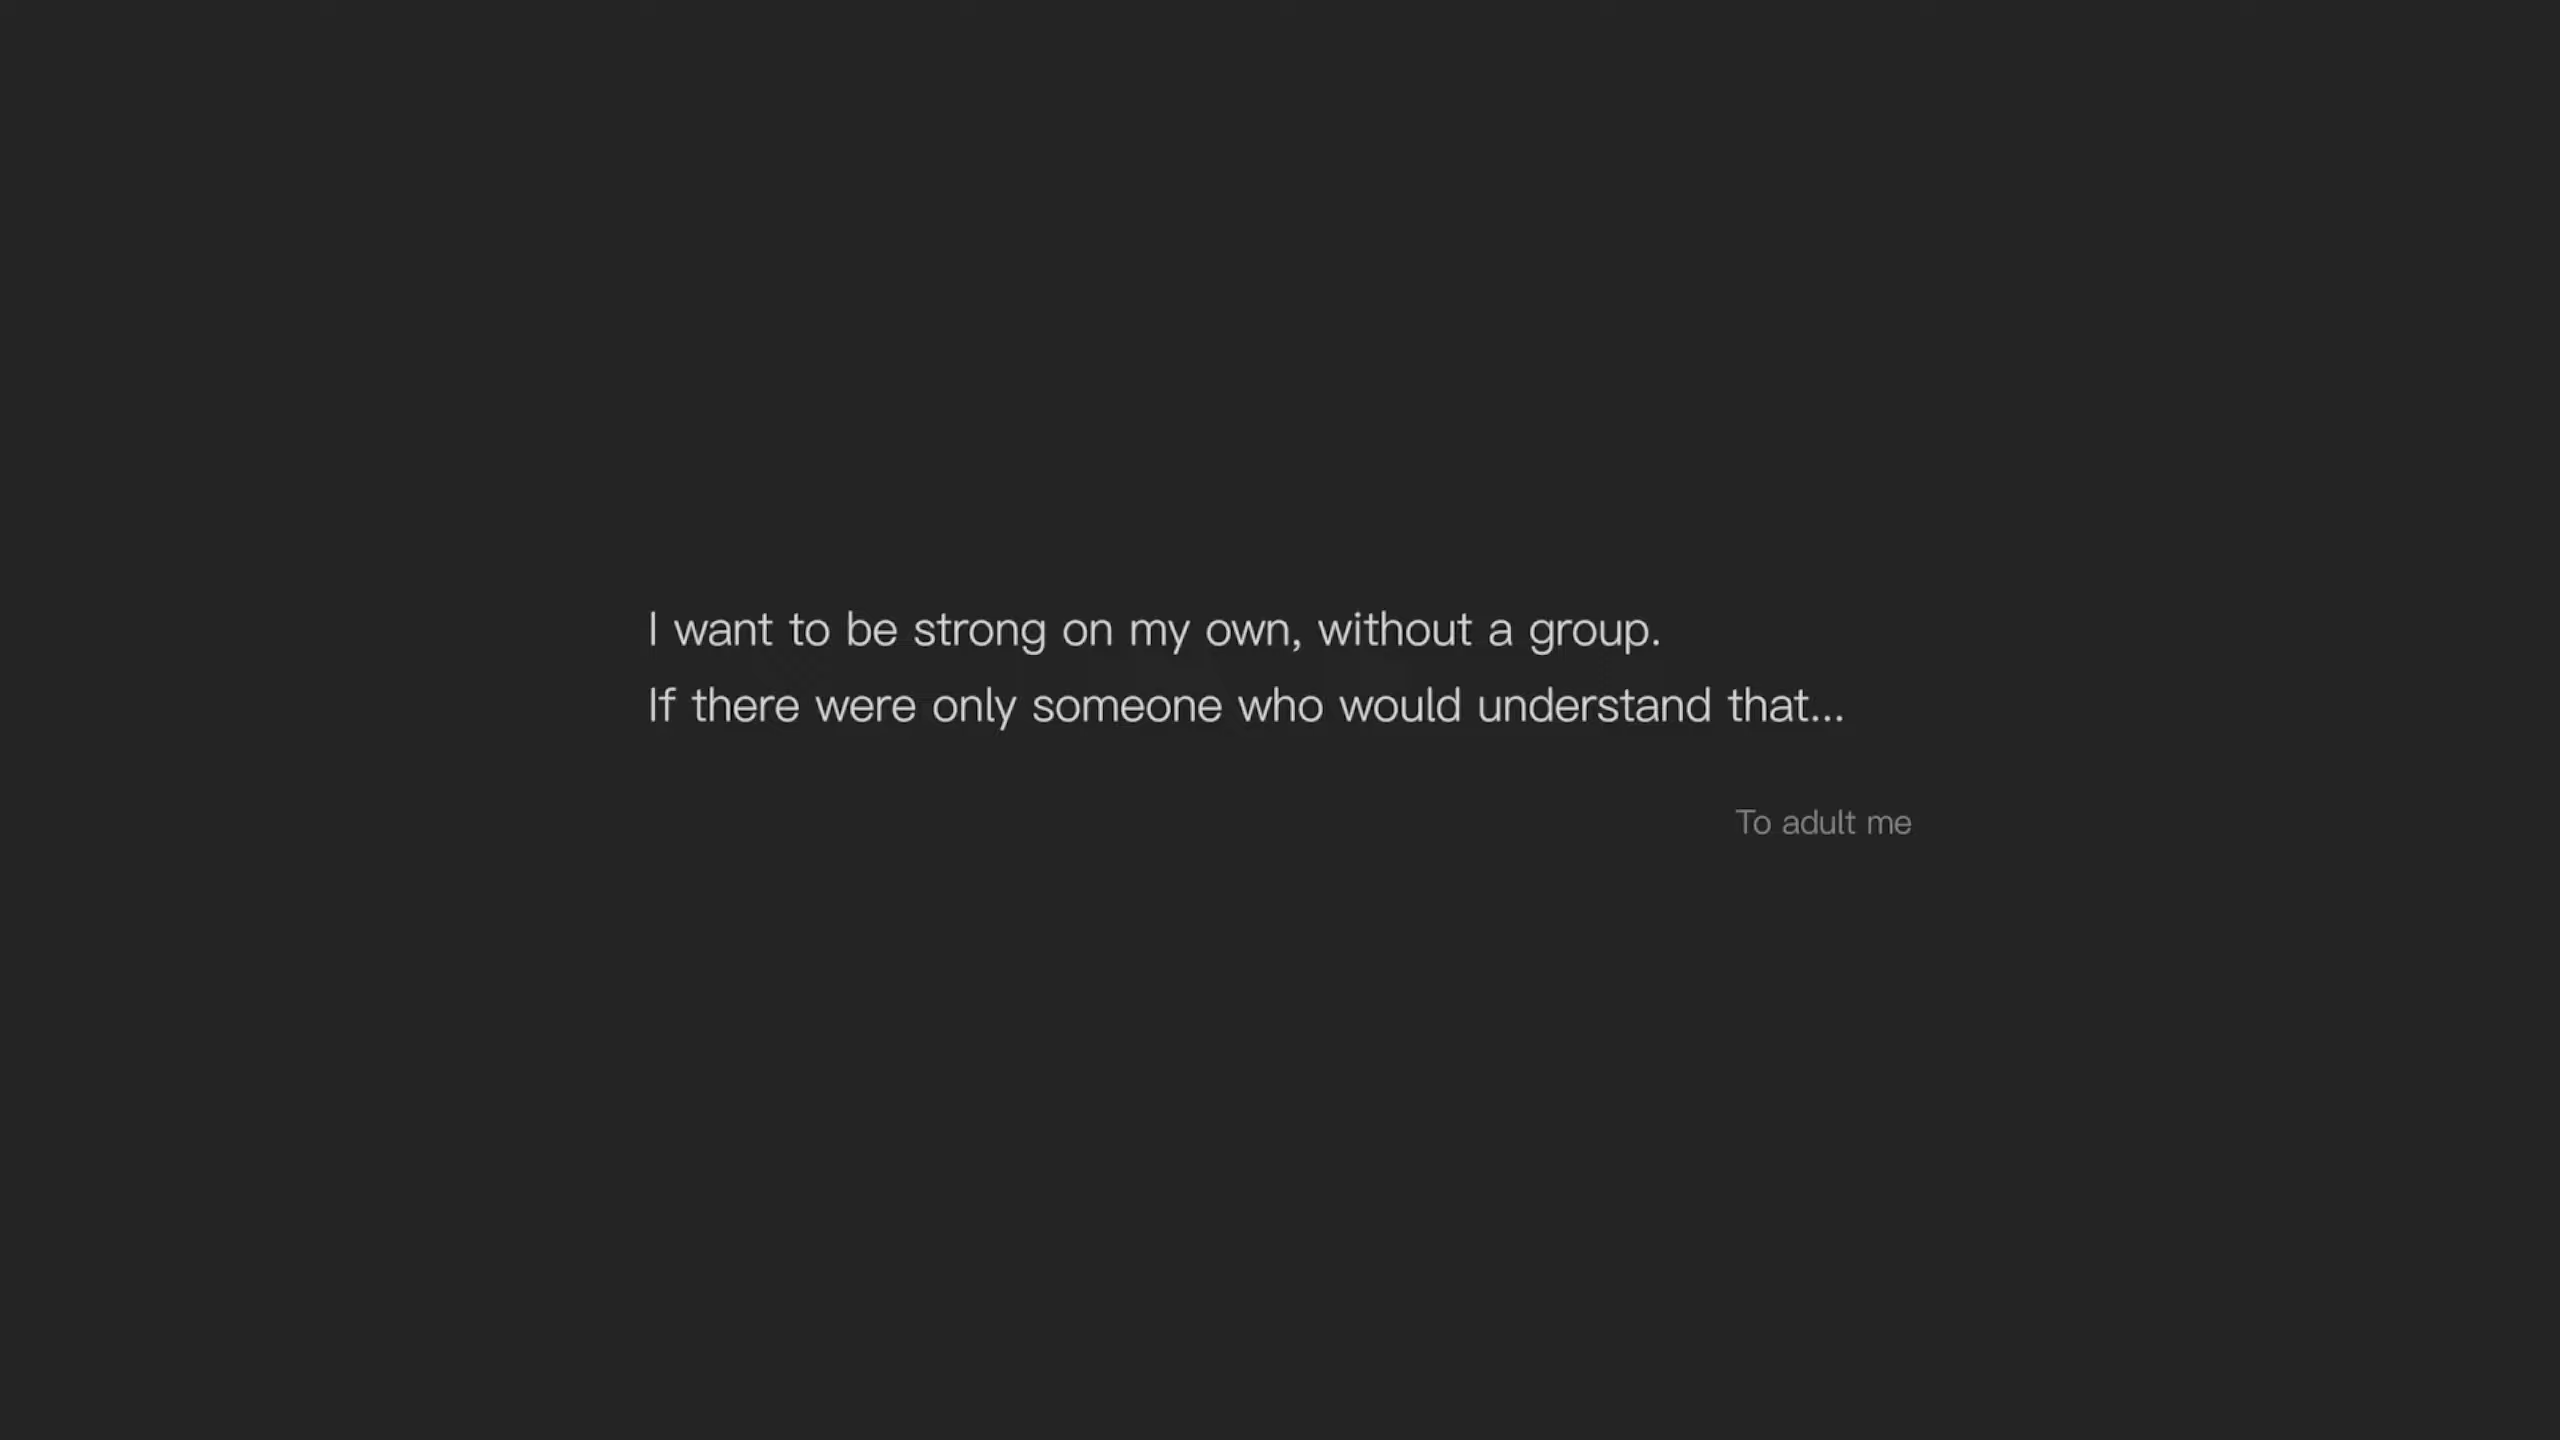 I want to be strong on my own, without a group.
If there were only someone who would understand that...
To adult me